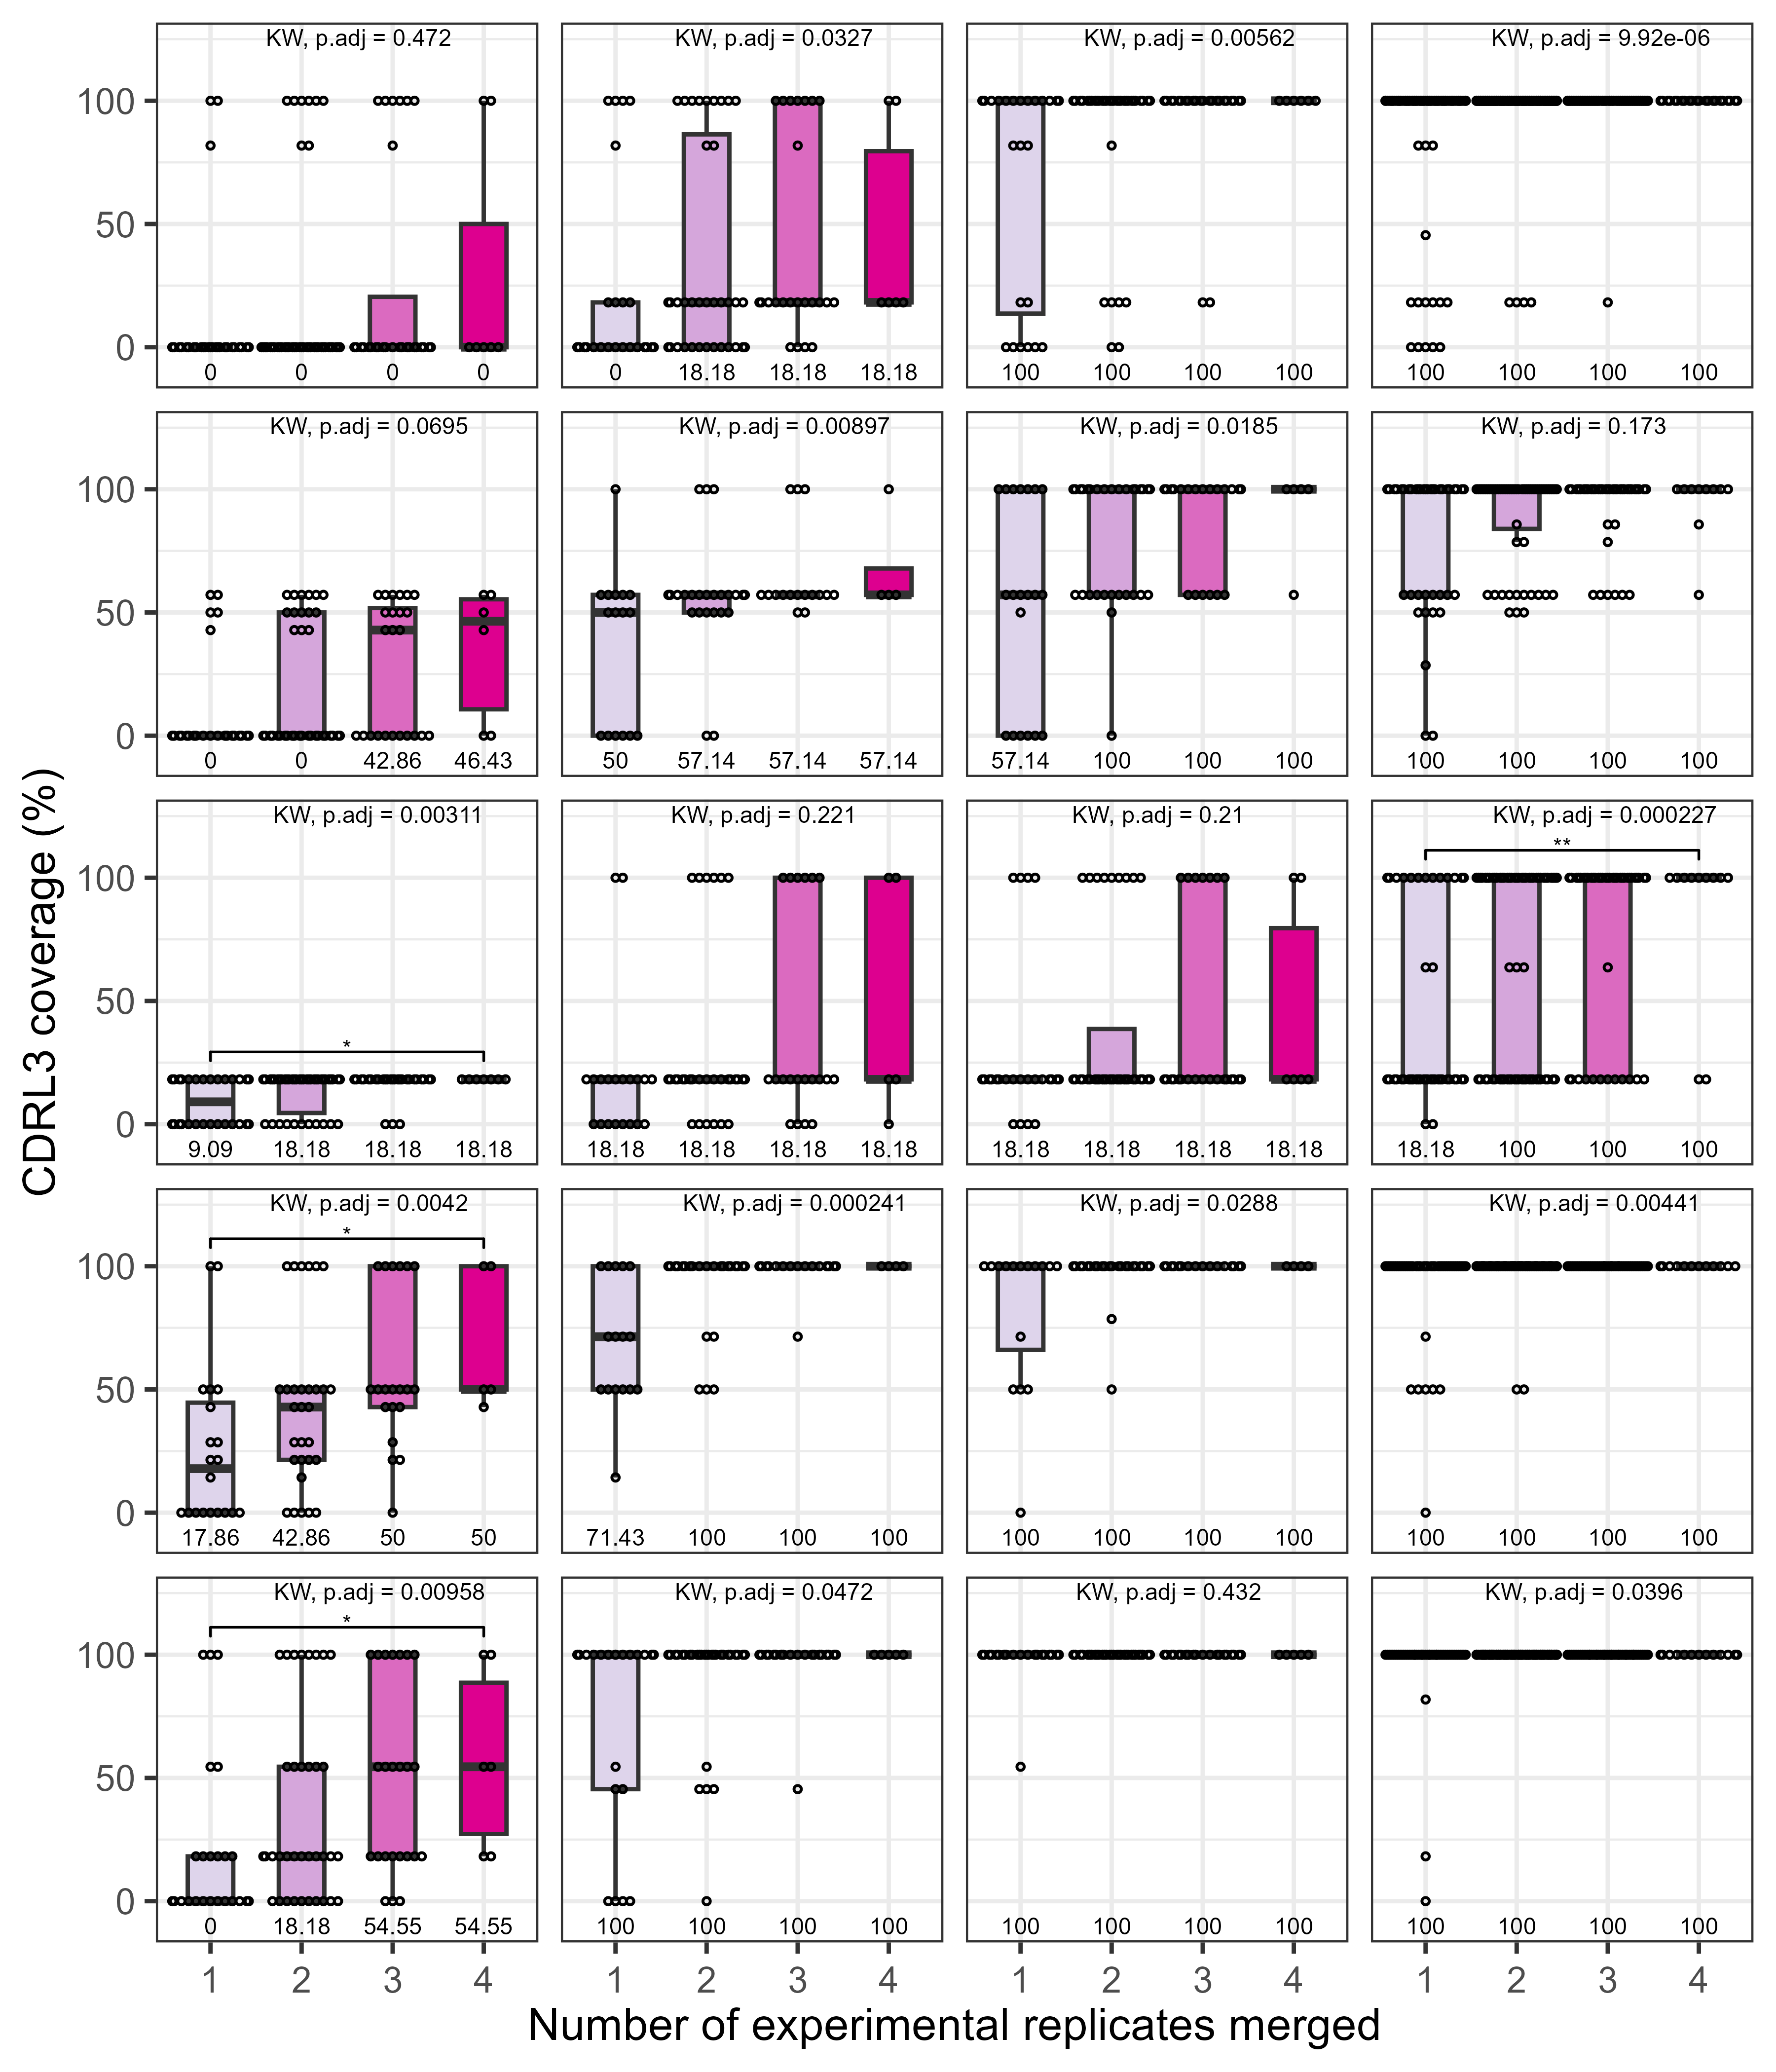 KW, p.adj = 0.472
KW, p.adj = 0.0327
KW, p.adj = 0.00562
KW, p.adj = 9.92e-06
100
50
0
0 0 0 0
0 18.18 18.18 18.18
100 100 100 100
100 100 100 100
KW, p.adj = 0.0695
KW, p.adj = 0.00897
KW, p.adj = 0.0185
KW, p.adj = 0.173
100
50
0
0 0 42.86 46.43
50 57.14 57.14 57.14
57.14 100 100 100
100 100 100 100
CDRL3 coverage (%)
KW, p.adj = 0.00311
KW, p.adj = 0.221
KW, p.adj = 0.21
KW, p.adj = 0.000227
**
100
50
*
0
9.09 18.18 18.18 18.18
18.18 18.18 18.18 18.18
18.18 18.18 18.18 18.18
18.18 100 100 100
KW, p.adj = 0.0042
KW, p.adj = 0.000241
KW, p.adj = 0.0288
KW, p.adj = 0.00441
*
100
50
0
17.86 42.86 50 50
71.43 100 100 100
100 100 100 100
100 100 100 100
KW, p.adj = 0.00958
KW, p.adj = 0.0472
KW, p.adj = 0.432
KW, p.adj = 0.0396
*
100
50
0
0 18.18 54.55 54.55
100 100 100 100
100 100 100 100
100 100 100 100
1 2 3 4
1 2 3 4
1 2 3 4
1 2 3 4
Number of experimental replicates merged